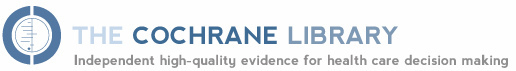 THE COCHRANE LIBRARY
Independent high-quality evidence for health care decision making